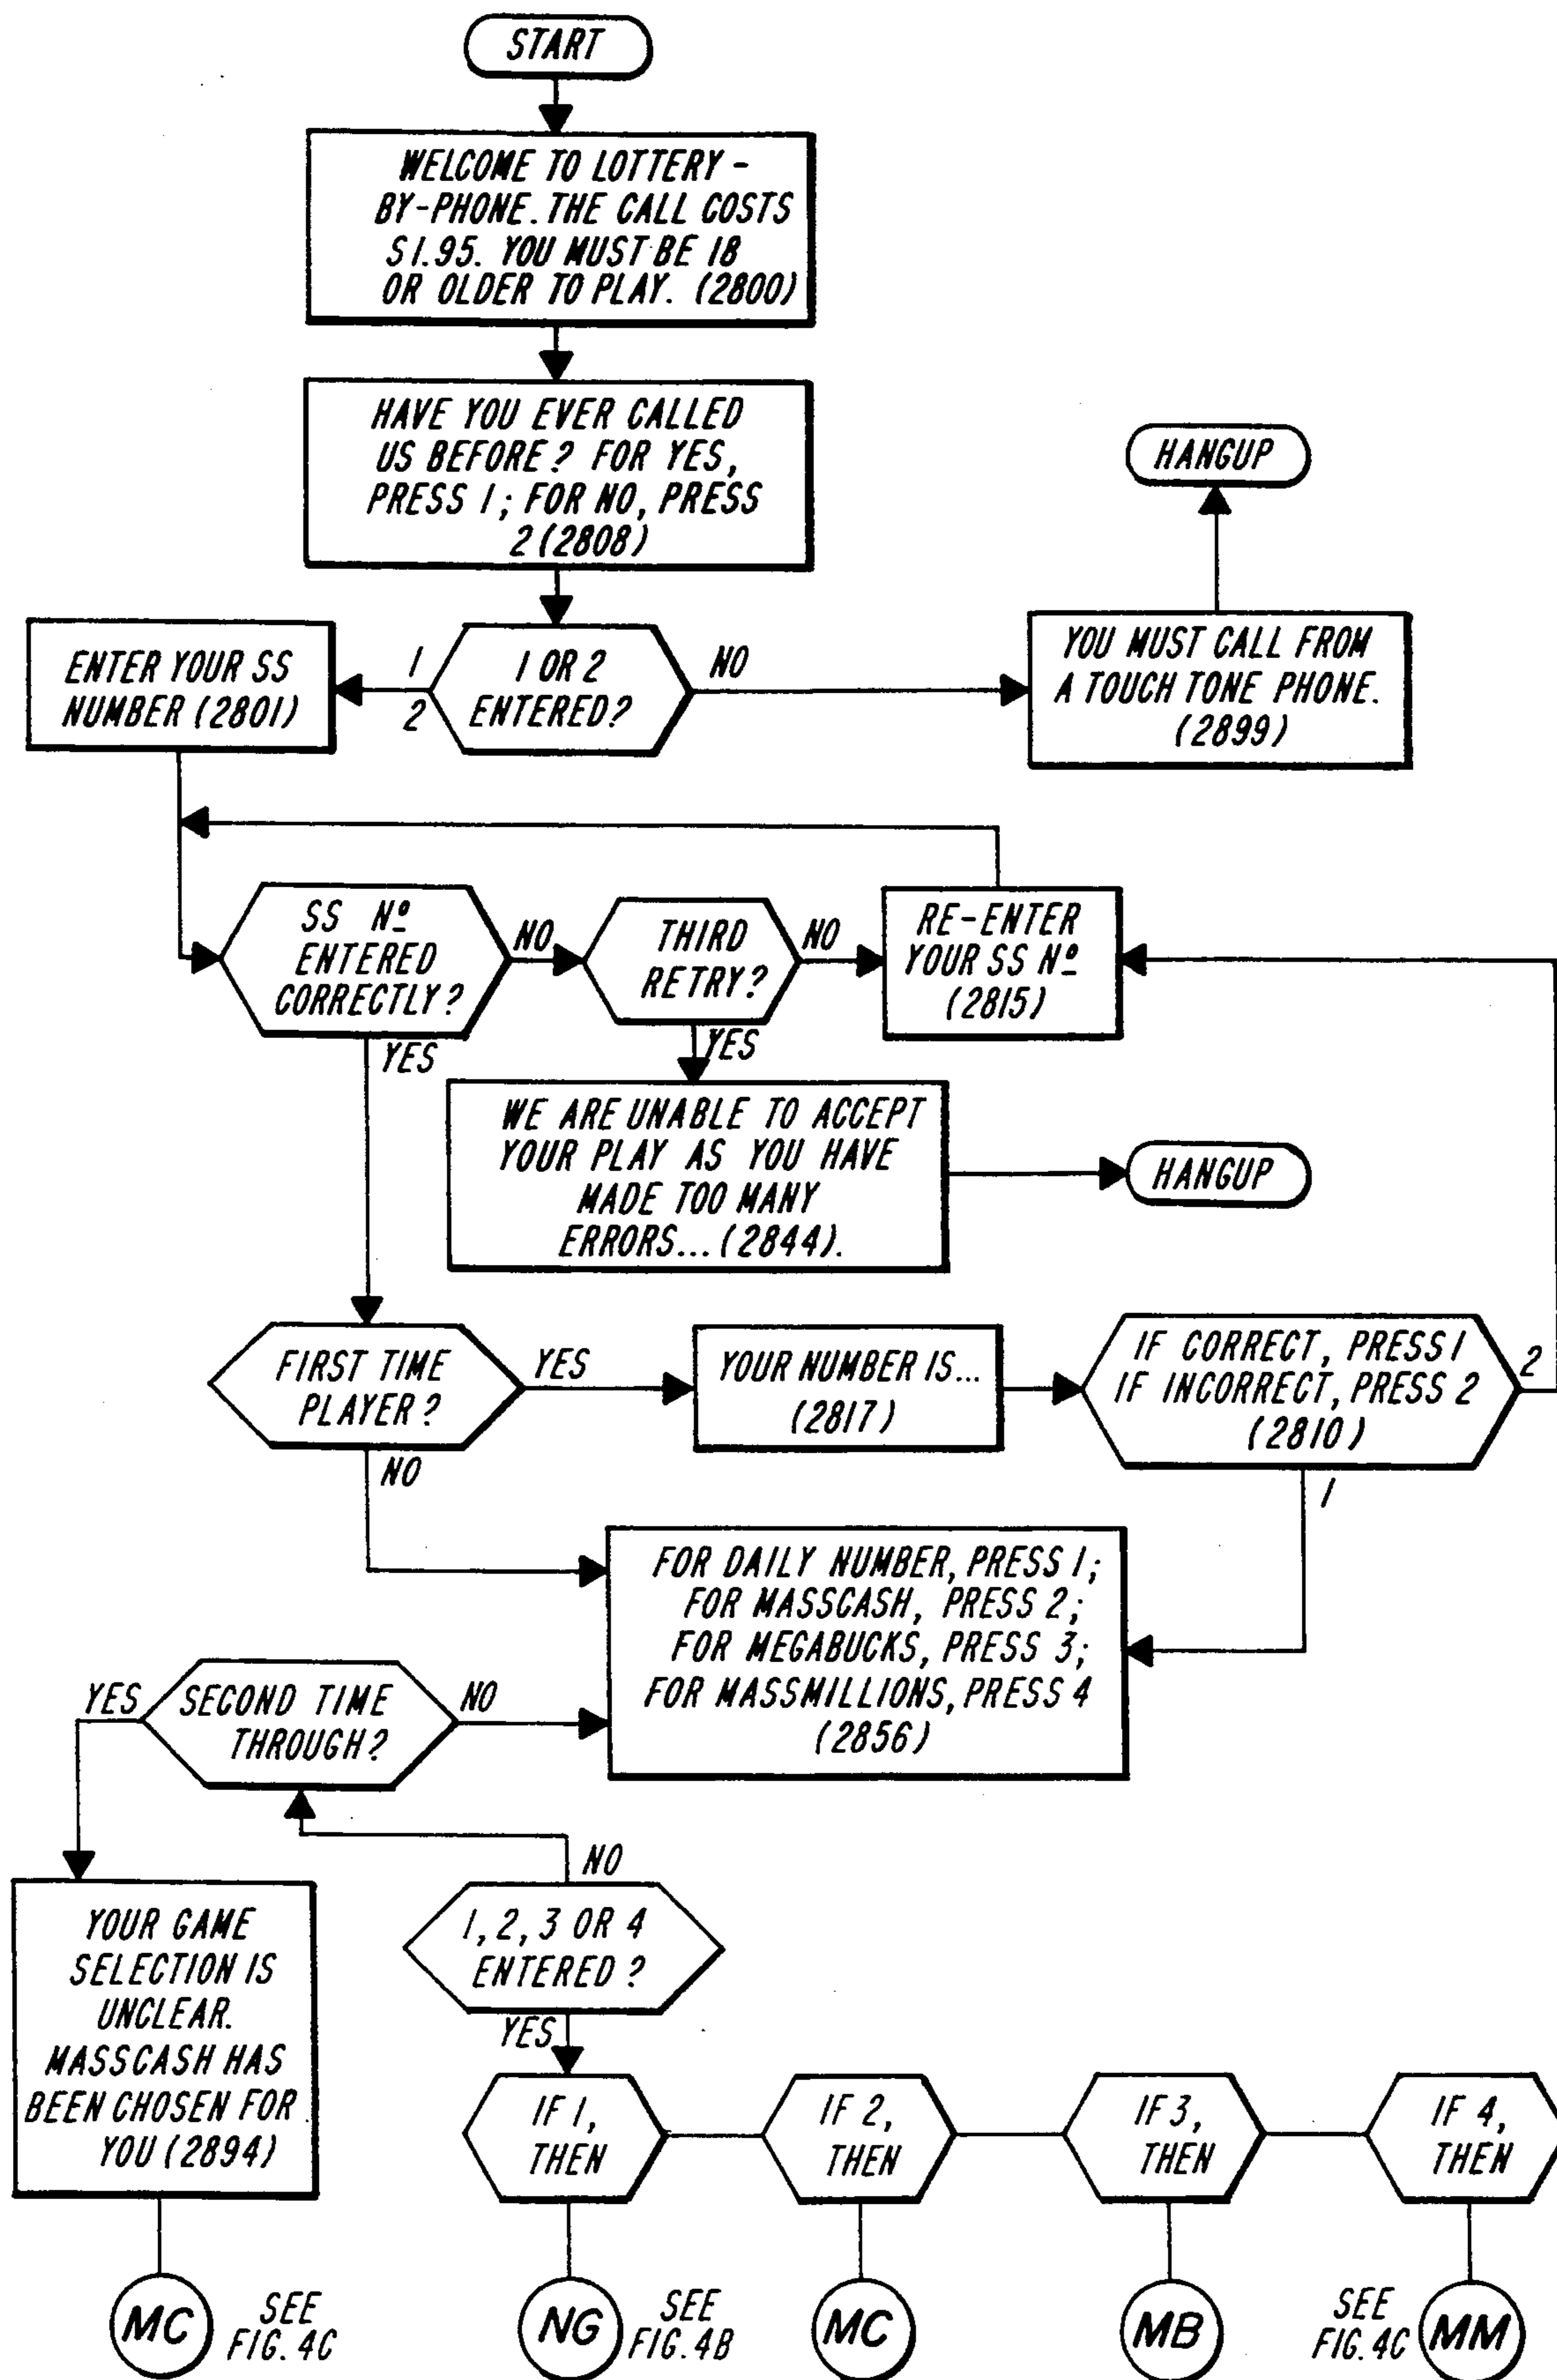 START
WELCOME TO LOTTERY -
BY-PHONE. THE CALL COSTS
$1.95. YOU MUST BE 18
OR OLDER TO PLAY. (2800)
HAVE YOU EVER CALLED
US BEFORE? FOR YES,
PRESS 1; FOR NO, PRESS
2 (2808)
HANGUP
ENTER YOUR SS
NUMBER (2801)
1
2
1 OR 2
ENTERED?
NO
YOU MUST CALL FROM
A TOUCH TONE PHONE.
(2899)
SS Nº
ENTERED
CORRECTLY?
NO
THIRD
RETRY?
NO
RE-ENTER
YOUR SS Nº
(2815)
YES
YES
WE ARE UNABLE TO ACCEPT
YOUR PLAY AS YOU HAVE
MADE TOO MANY
ERRORS... (2844).
HANGUP
FIRST TIME
PLAYER?
YES
YOUR NUMBER IS...
(2817)
IF CORRECT, PRESS 1
IF INCORRECT, PRESS 2
(2810)
2
NO
1
FOR DAILY NUMBER, PRESS 1;
FOR MASSCASH, PRESS 2;
FOR MEGABUCKS, PRESS 3;
FOR MASSMILLIONS, PRESS 4
(2856)
YES
SECOND TIME
THROUGH?
NO
NO
YOUR GAME
SELECTION IS
UNCLEAR.
MASSCASH HAS
BEEN CHOSEN FOR
YOU (2894)
1, 2, 3 OR 4
ENTERED?
YES
IF 1,
THEN
IF 2,
THEN
IF 3,
THEN
IF 4,
THEN
MC
SEE
FIG. 4C
NG
SEE
FIG. 4B
MC
MB
SEE
FIG. 4C
MM